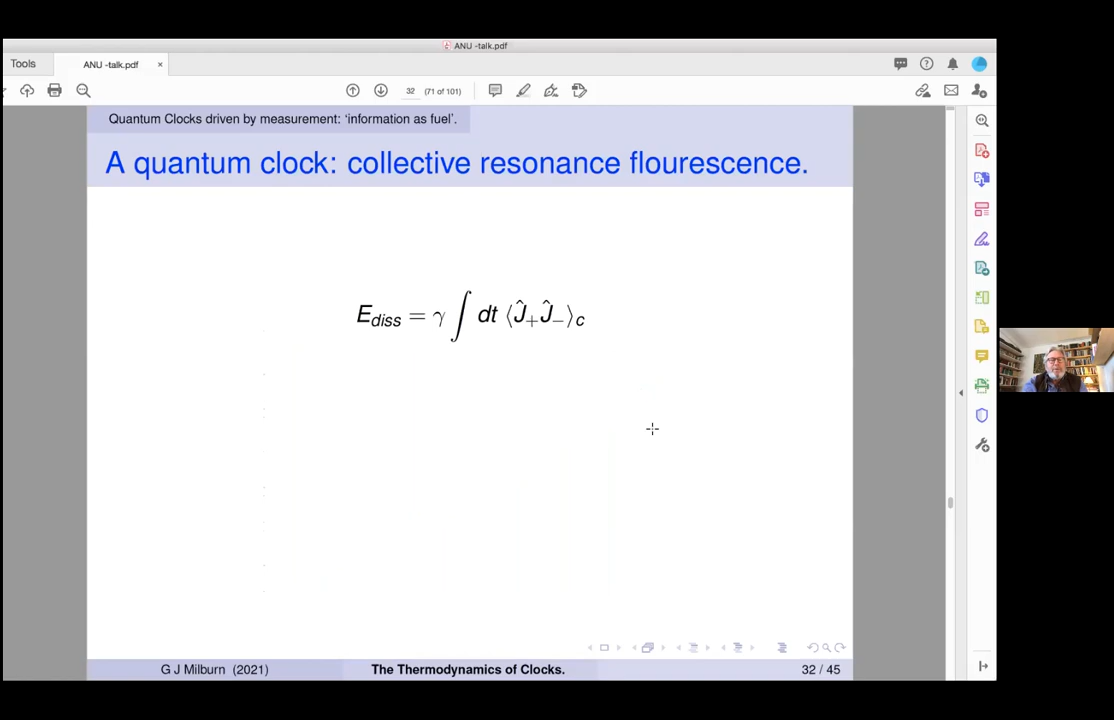 ANU -talk.pdf
Tools
ANU -talk.pdf ×
32 (71 of 101)
Quantum Clocks driven by measurement: ‘information as fuel’.
A quantum clock: collective resonance flourescence.
E_diss = γ ∫ dt ⟨Ĵ₊Ĵ₋⟩_c
G J Milburn (2021)
The Thermodynamics of Clocks.
32 / 45